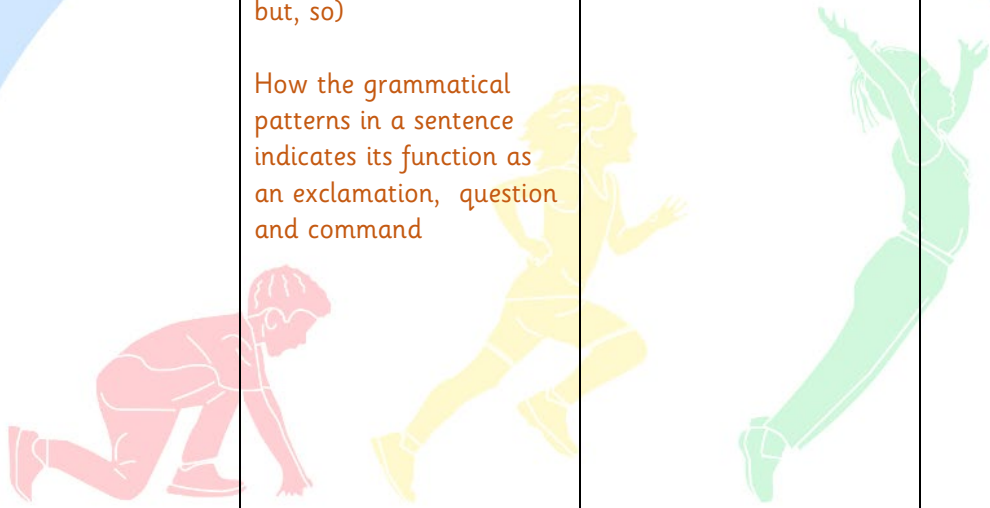 but, so)
How the grammatical
patterns in a sentence
indicates its function as
an exclamation,  question
and command